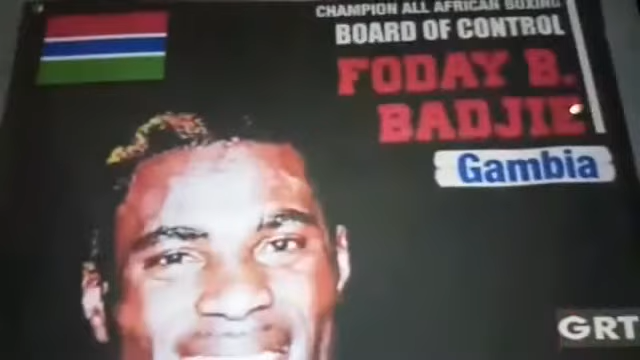 CHAMPION ALL AFRICAN BOXING
BOARD OF CONTROL
FODAY B.
BADJIE
Gambia
GRT